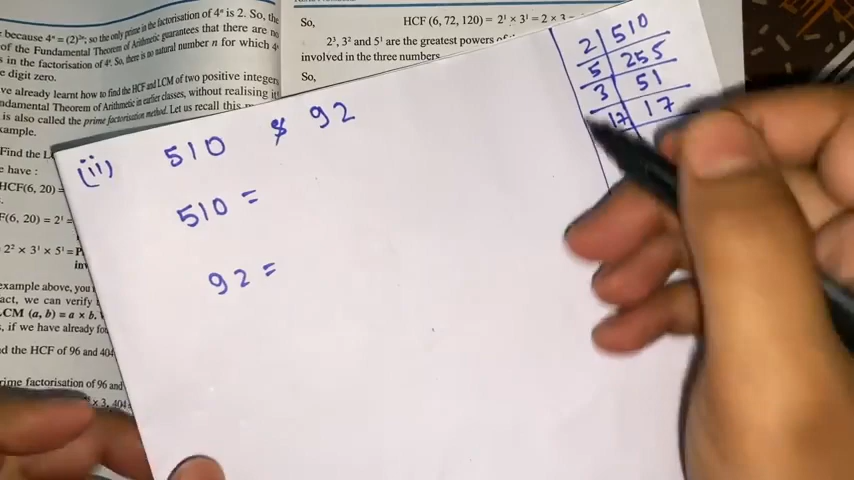 because 4ⁿ = (2)²ⁿ; so the only prime in the factorisation of 4ⁿ is 2. So, the
of the Fundamental Theorem of Arithmetic guarantees that there are no
s in the factorisation of 4ⁿ. So, there is no natural number n for which 4ⁿ
e digit zero.
ve already learnt how to find the HCF and LCM of two positive integer
ndamental Theorem of Arithmetic in earlier classes, without realising it!
is also called the prime factorisation method. Let us recall this
xample.
Find the L
have :
HCF(6, 20) =
F(6, 20) = 2¹
2² × 3¹ × 5¹ = P
example above, you
act, we can verify
CM (a, b) = a × b.
, if we have already fo
d the HCF of 96 and 404
rime factorisation of 96 and
× 3, 404
So,
HCF (6, 72, 120) = 2¹ × 3¹ = 2 × 3 =
2³, 3² and 5¹ are the greatest powers of
involved in the three numbers.
So,
(ii) 510 & 92
510 =
92 =
2 | 510
5 | 255
3 | 51
17 | 17